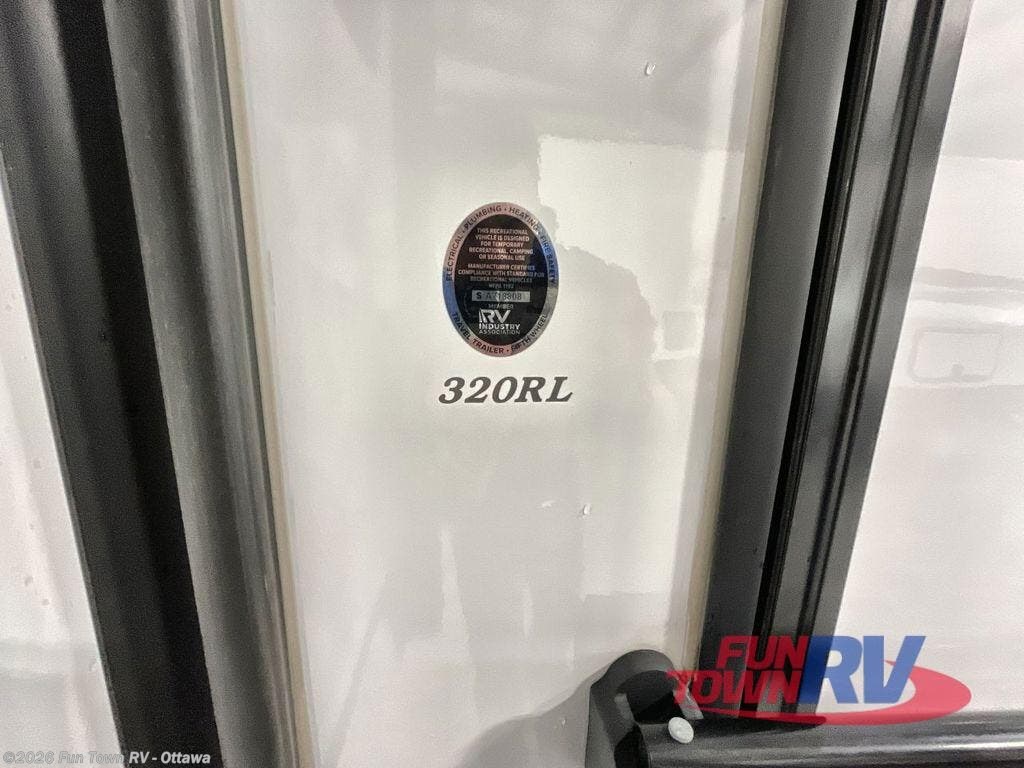 ELECTRICAL • PLUMBING • HEATING • FIRE SAFETY
THIS RECREATIONAL
VEHICLE IS DESIGNED
FOR TEMPORARY
RECREATIONAL, CAMPING
OR SEASONAL USE
MANUFACTURER CERTIFIES
COMPLIANCE WITH STANDARD FOR
RECREATIONAL VEHICLES
NFPA 1192
S A718808
MEMBER
RV
INDUSTRY
ASSOCIATION
TRAVEL TRAILER • FIFTH WHEEL
320RL
FUN
TOWN RV
©2026 Fun Town RV - Ottawa